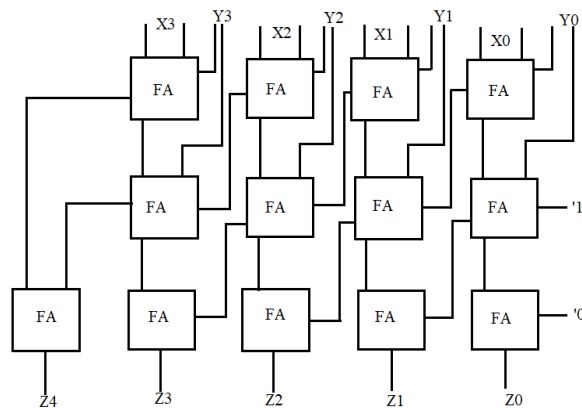 X3 Y3 X2 Y2 X1 Y1 X0 Y0
FA FA FA FA
FA FA FA FA '1
FA FA FA FA FA '0
Z4 Z3 Z2 Z1 Z0